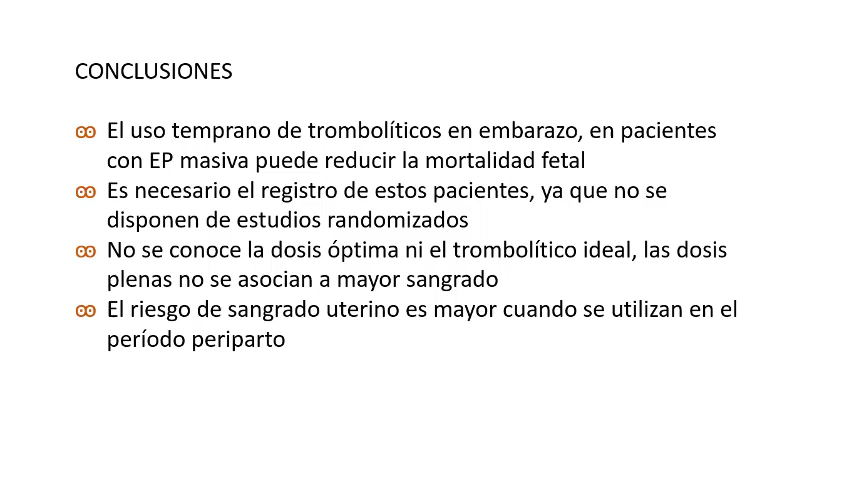 CONCLUSIONES
El uso temprano de trombolíticos en embarazo, en pacientes
con EP masiva puede reducir la mortalidad fetal
Es necesario el registro de estos pacientes, ya que no se
disponen de estudios randomizados
No se conoce la dosis óptima ni el trombolítico ideal, las dosis
plenas no se asocian a mayor sangrado
El riesgo de sangrado uterino es mayor cuando se utilizan en el
período periparto